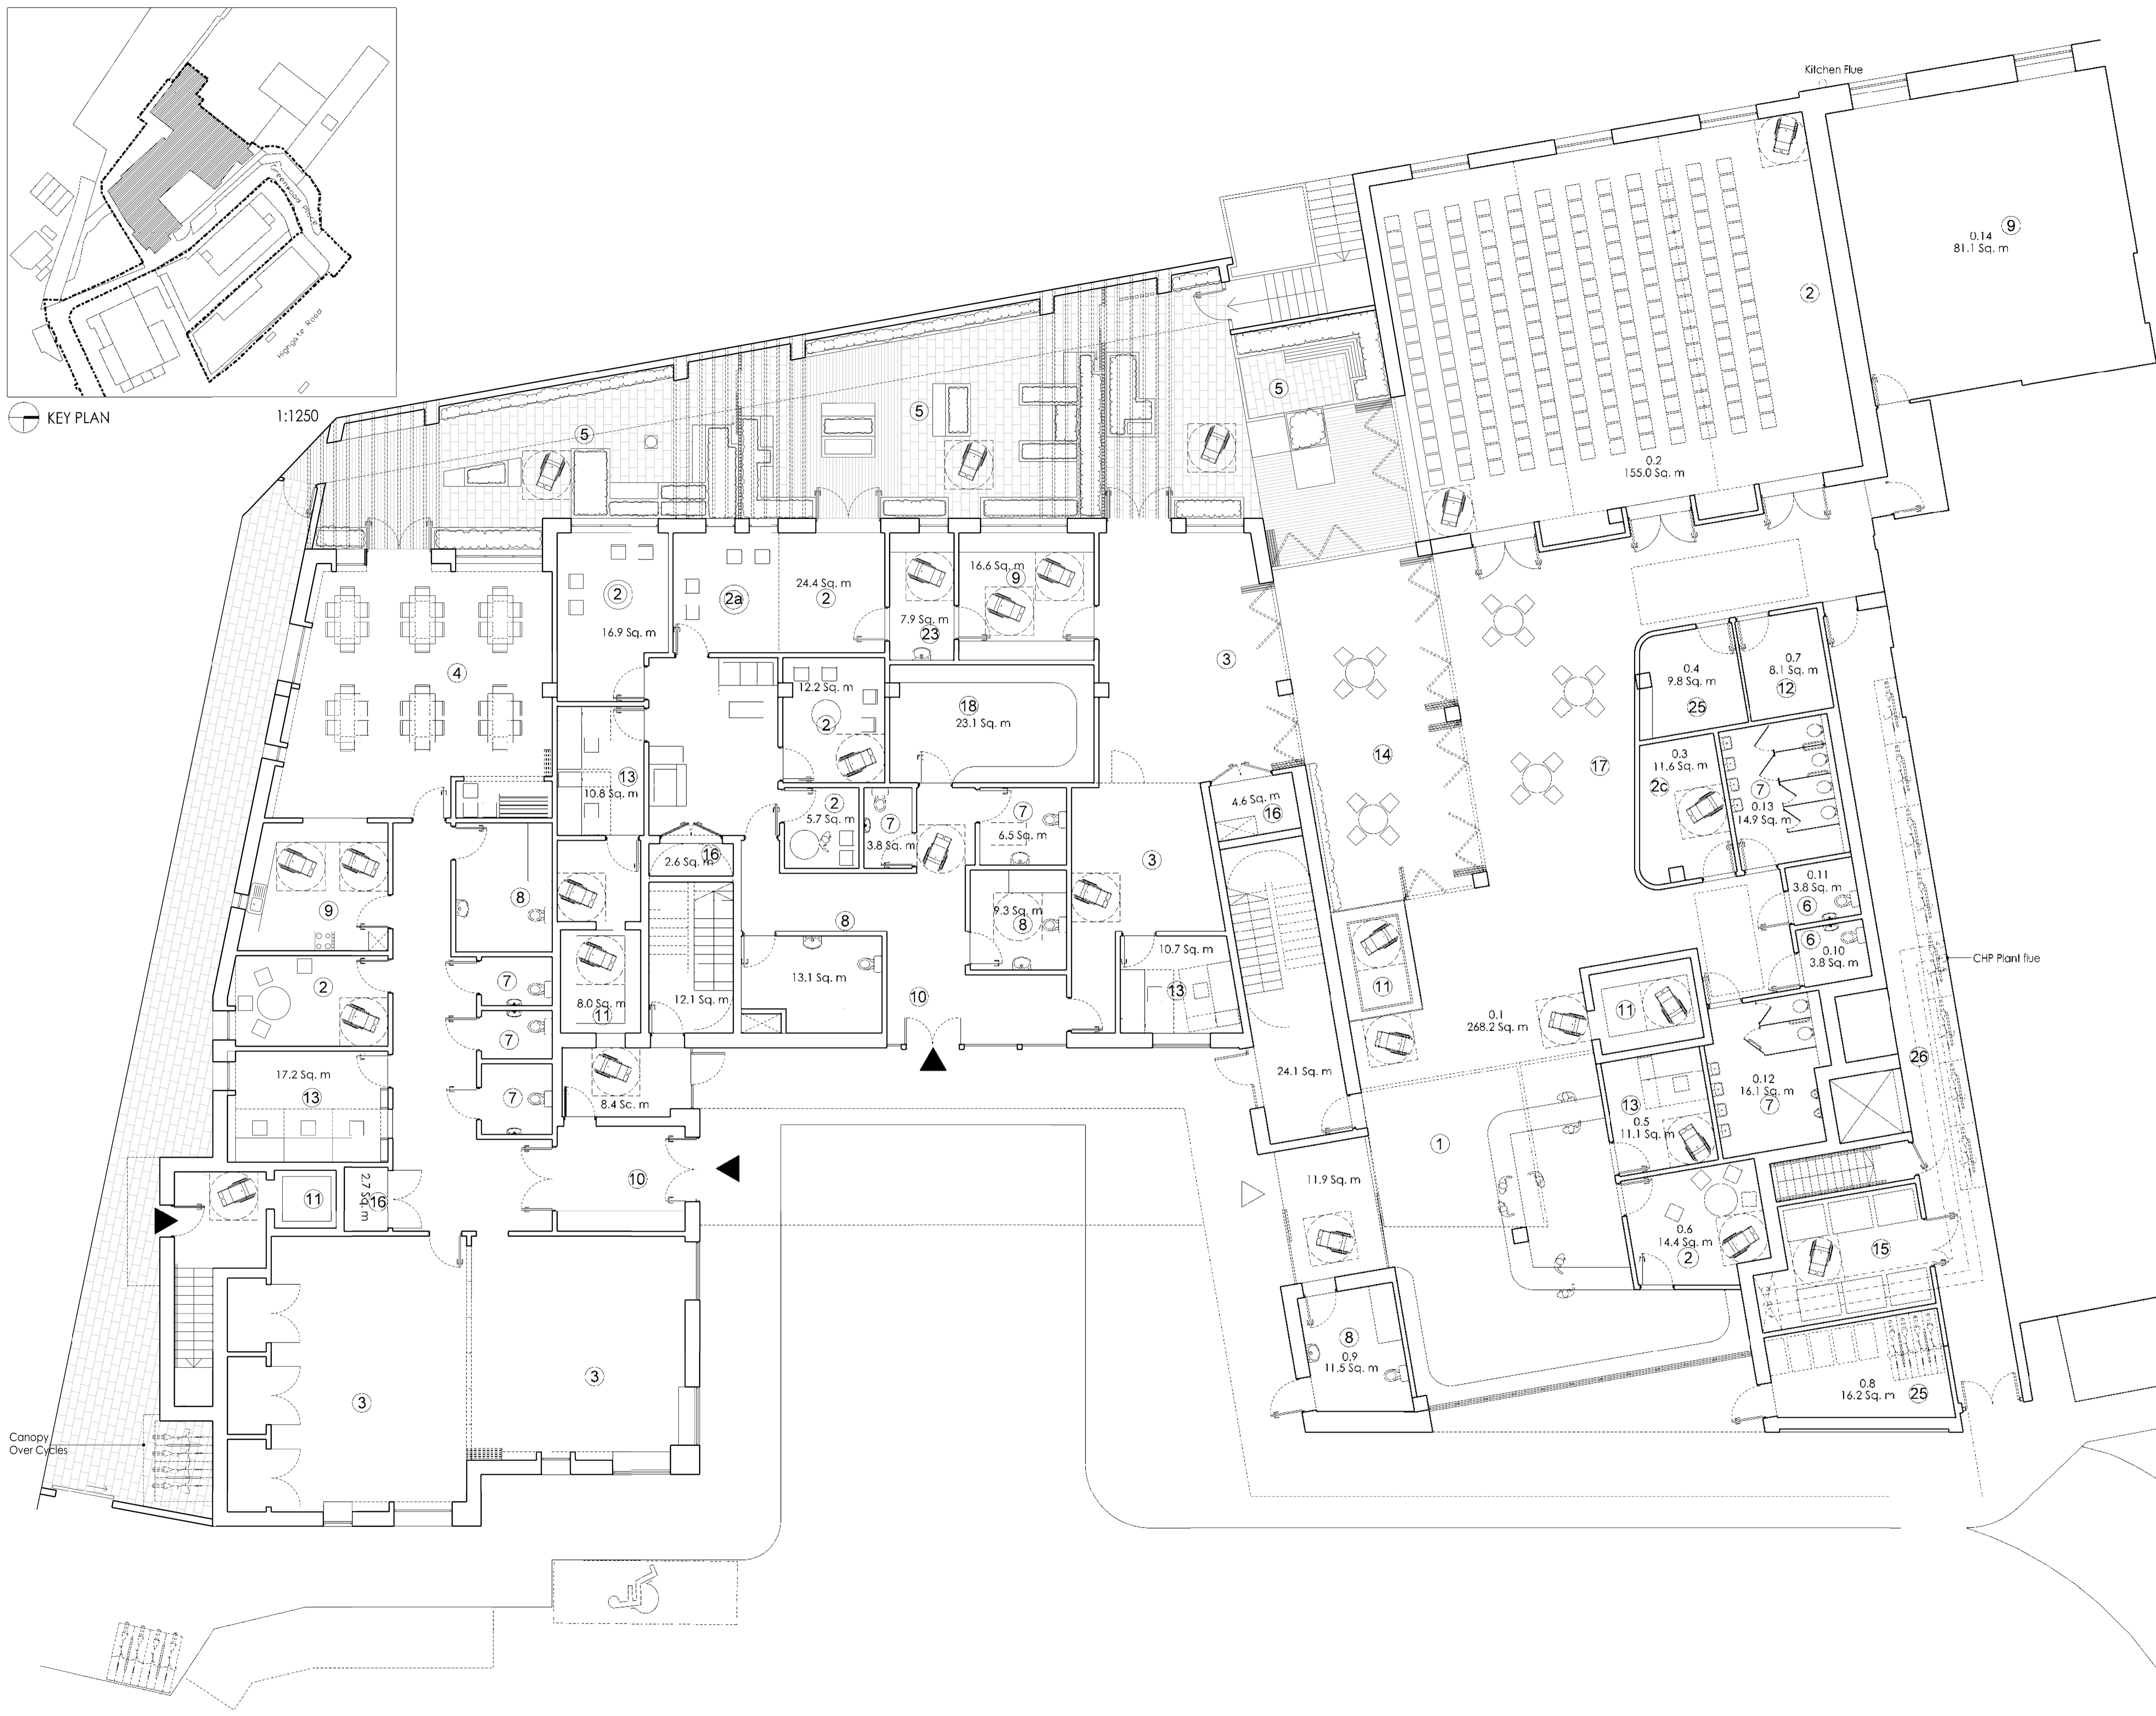 Greenwood Place
Highgate Road
KEY PLAN
1:1250
Kitchen Flue
9
0.14
81.1 Sq. m
2
0.2
155.0 Sq. m
5
5
5
2
16.9 Sq. m
2a
24.4 Sq. m
2
7.9 Sq. m
23
16.6 Sq. m
9
3
4
12.2 Sq. m
2
18
23.1 Sq. m
13
10.8 Sq. m
14
17
0.4
9.8 Sq. m
25
0.7
8.1 Sq. m
12
0.3
11.6 Sq. m
2c
7
0.13
14.9 Sq. m
2
5.7 Sq. m
7
3.8 Sq. m
7
6.5 Sq. m
4.6 Sq. m
16
2.6 Sq. m
16
3
8
9
8
9.3 Sq. m
8
0.11
3.8 Sq. m
6
6
0.10
3.8 Sq. m
CHP Plant flue
10.7 Sq. m
13
13.1 Sq. m
2
7
8.0 Sq. m
11
12.1 Sq. m
10
11
11
0.1
268.2 Sq. m
7
26
17.2 Sq. m
13
7
8.4 Sq. m
24.1 Sq. m
1
13
0.5
11.1 Sq. m
0.12
16.1 Sq. m
7
11
2.7 Sq. m
16
10
11.9 Sq. m
0.6
14.4 Sq. m
2
15
3
3
8
0.9
11.5 Sq. m
0.8
16.2 Sq. m
25
Canopy
Over Cycles